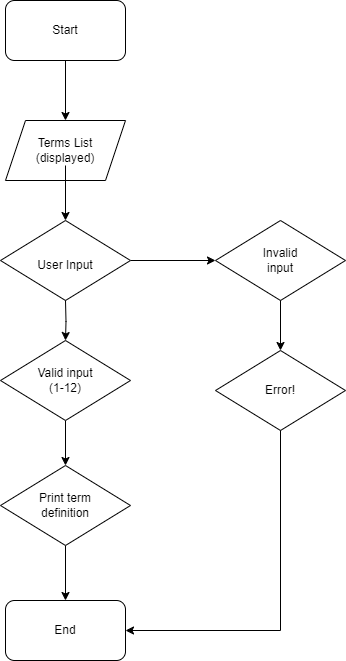 Start
Terms List
(displayed)
User Input
Invalid
input
Valid input
(1-12)
Error!
Print term
definition
End